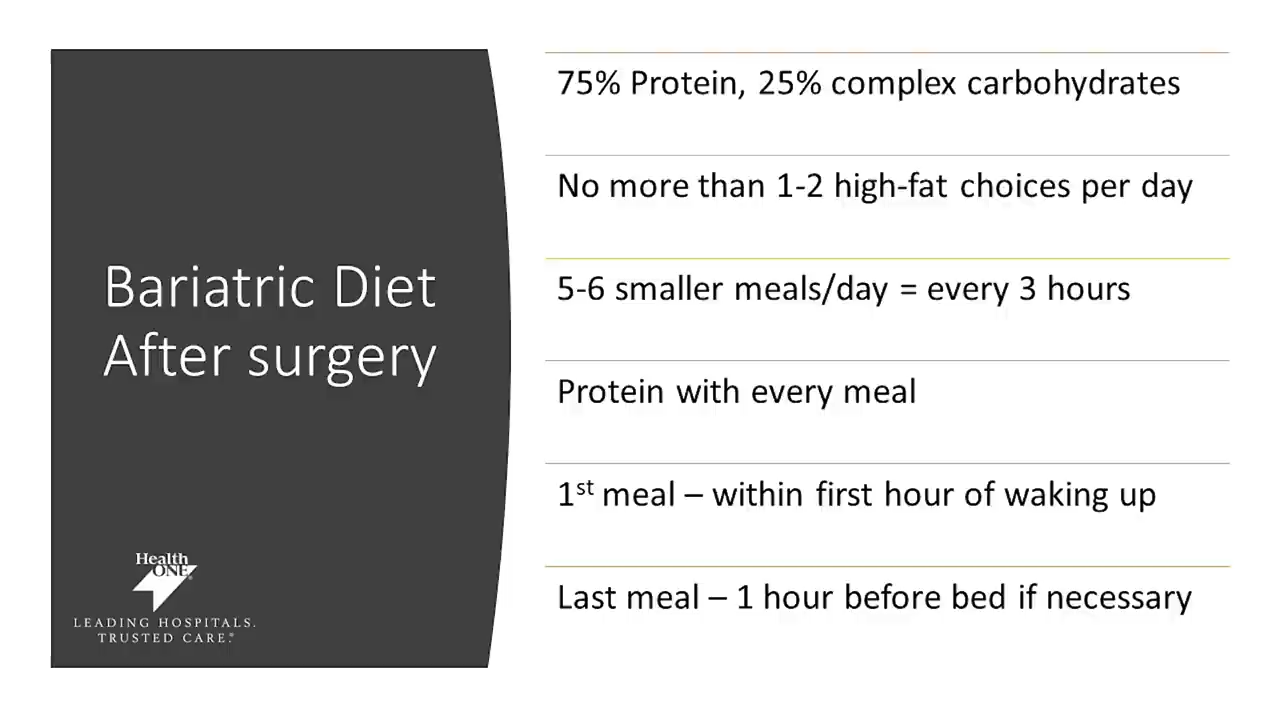 Bariatric Diet
After surgery
Health
ONE®
LEADING HOSPITALS.
TRUSTED CARE.®
75% Protein, 25% complex carbohydrates
No more than 1-2 high-fat choices per day
5-6 smaller meals/day = every 3 hours
Protein with every meal
1st meal – within first hour of waking up
Last meal – 1 hour before bed if necessary